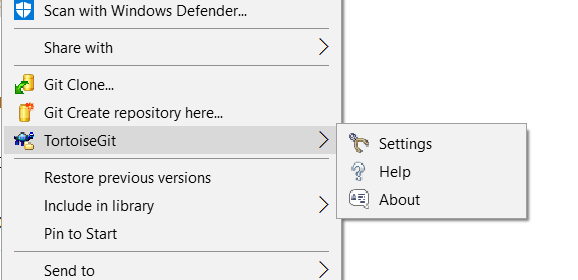 Scan with Windows Defender...
Share with
Git Clone...
Git Create repository here...
TortoiseGit
Settings
Help
About
Restore previous versions
Include in library
Pin to Start
Send to